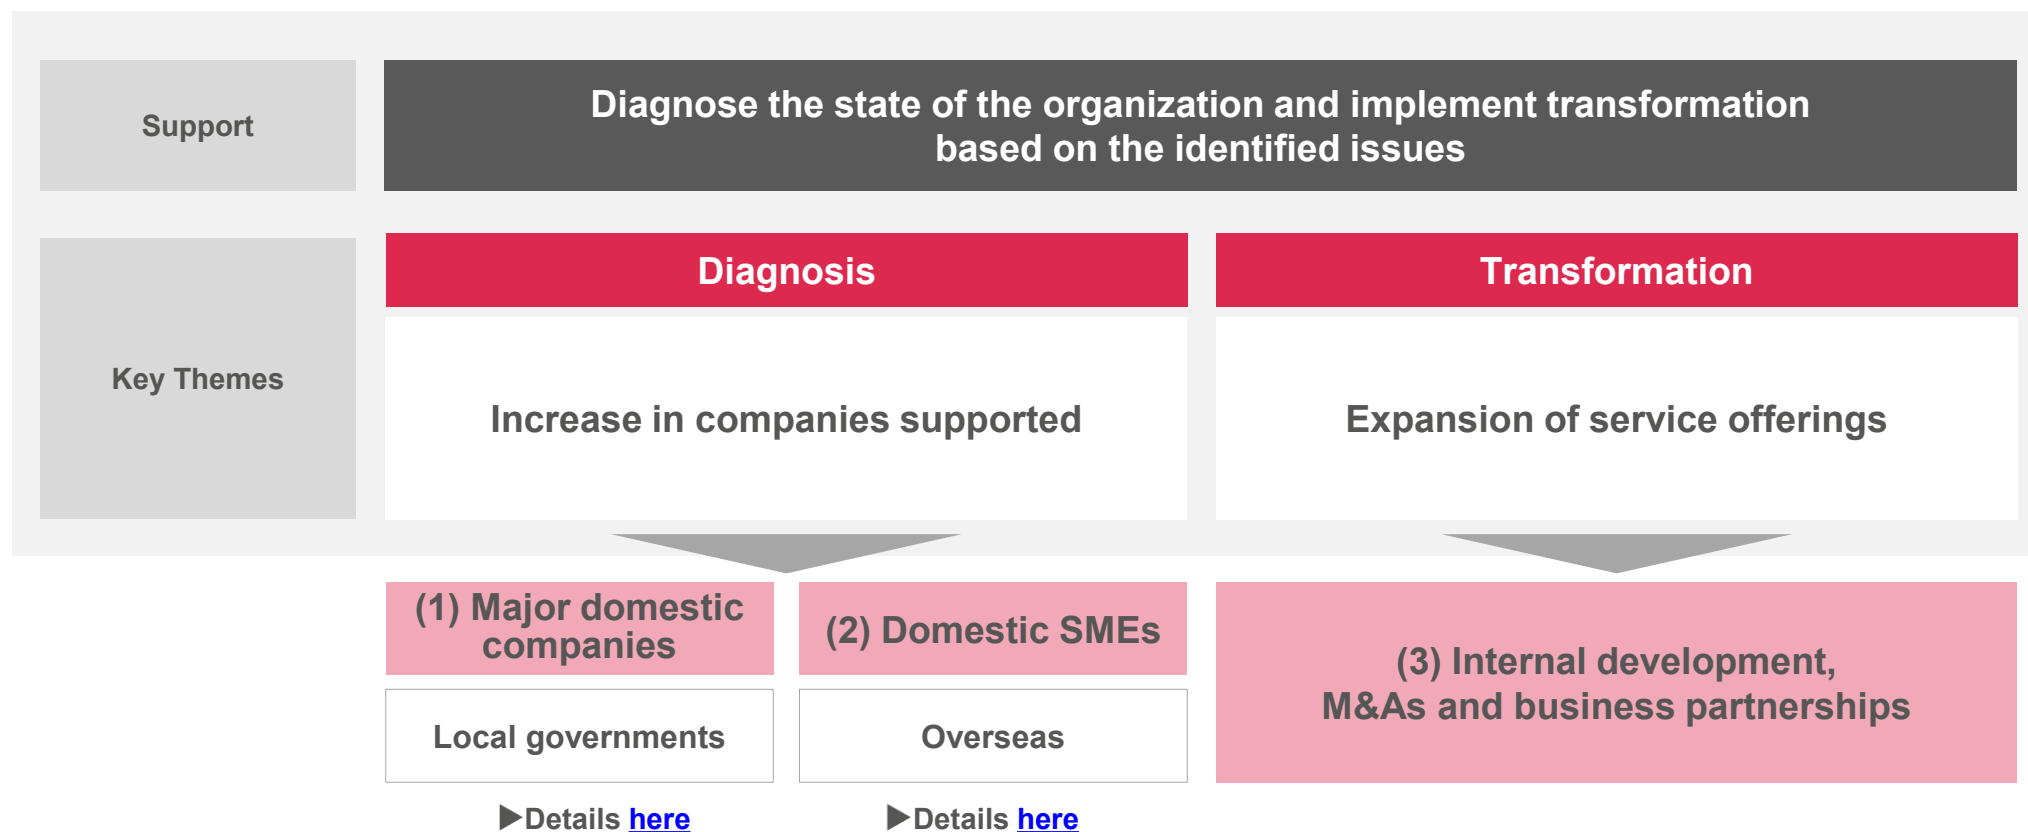 Support
Diagnose the state of the organization and implement transformation
based on the identified issues
Key Themes
Diagnosis
Transformation
Increase in companies supported
Expansion of service offerings
(1) Major domestic
companies
(2) Domestic SMEs
(3) Internal development,
M&As and business partnerships
Local governments
Overseas
▶Details here
▶Details here